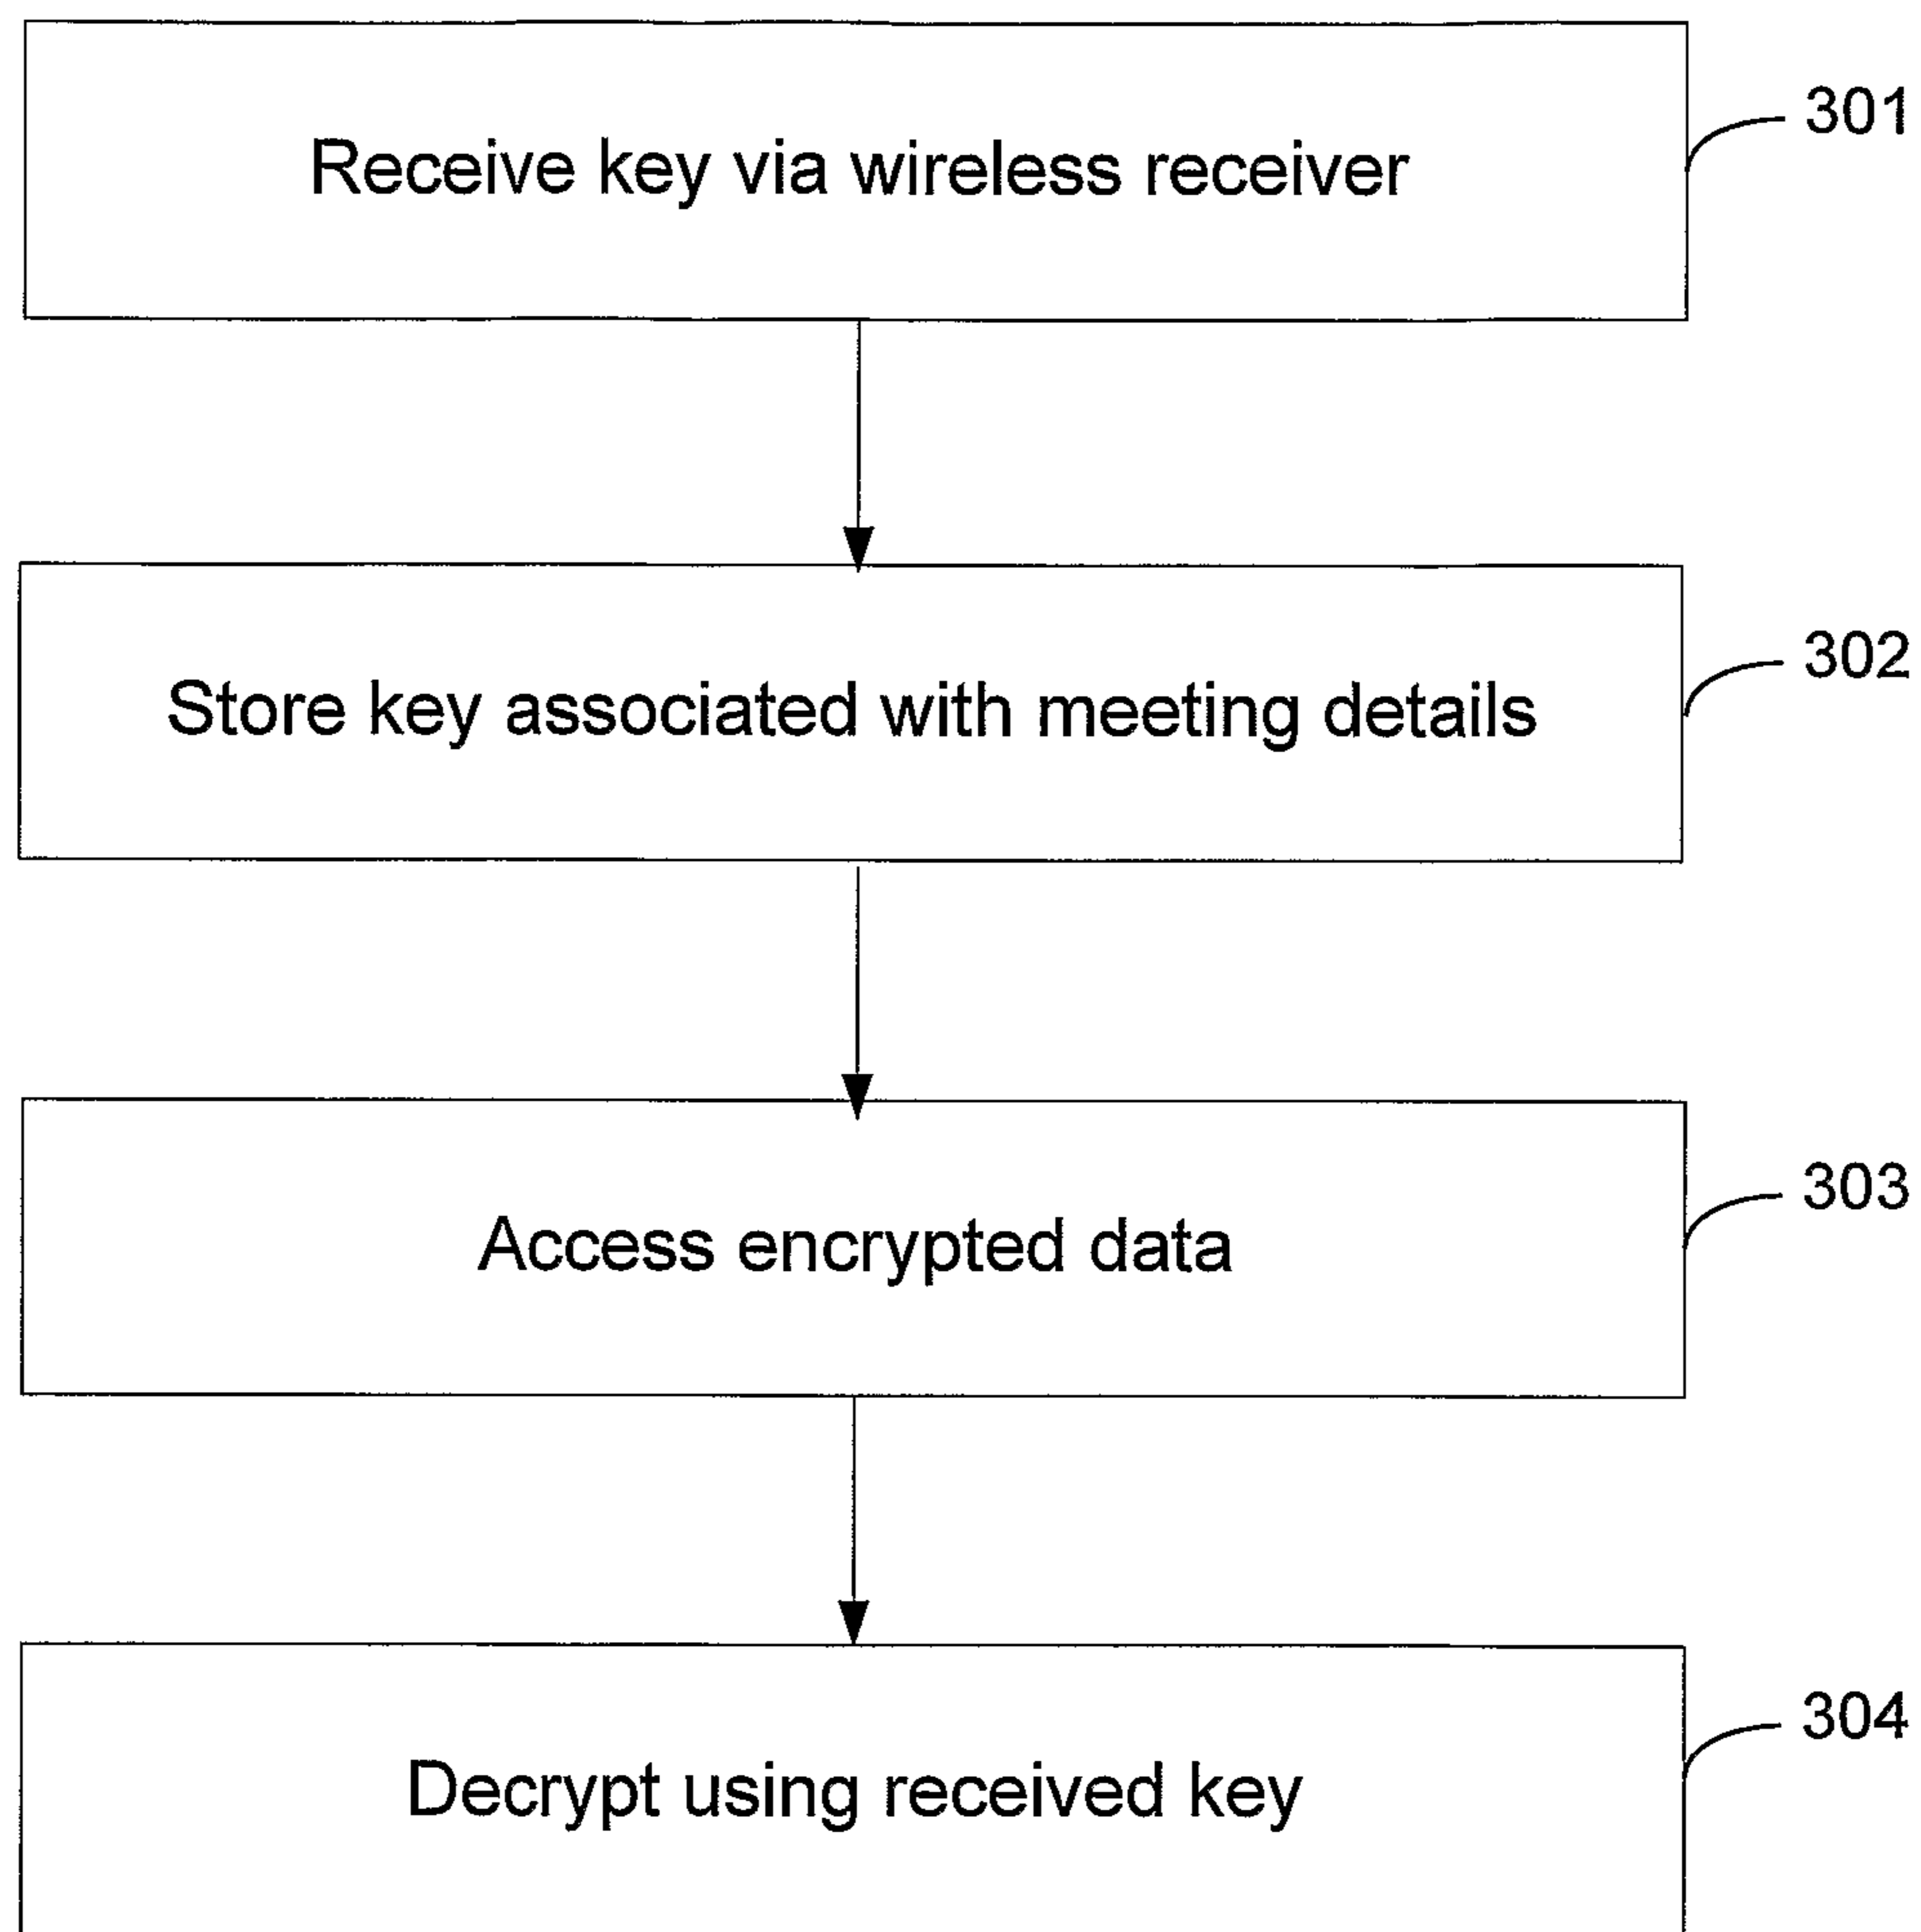 Receive key via wireless receiver
301
Store key associated with meeting details
302
Access encrypted data
303
Decrypt using received key
304